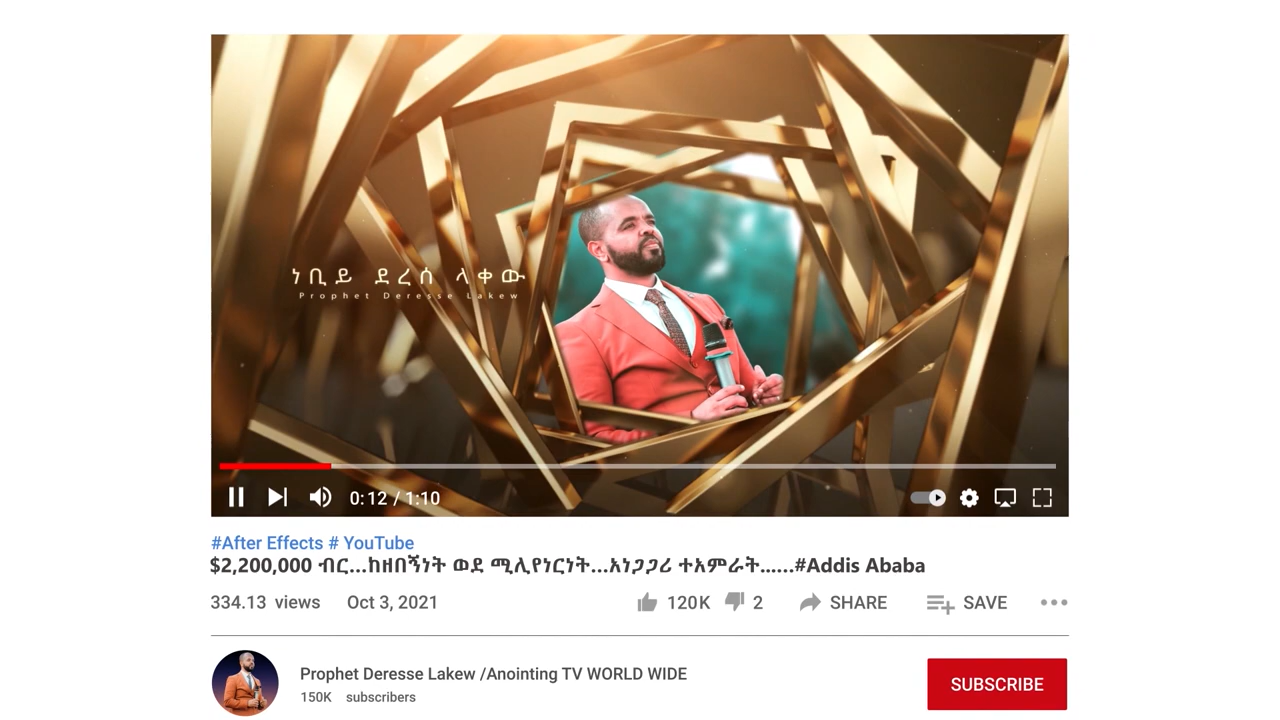 ነቢይ ደረሰ ላቀው
Prophet Deresse Lakew
0:12 / 1:10
#After Effects # YouTube
$2,200,000 ብር...ከዘበኝነት ወደ ሚሊየነርነት...አነጋጋሪ ተአምራት......#Addis Ababa
334.13 views Oct 3, 2021 120K 2 SHARE SAVE
Prophet Deresse Lakew /Anointing TV WORLD WIDE
150K subscribers
SUBSCRIBE